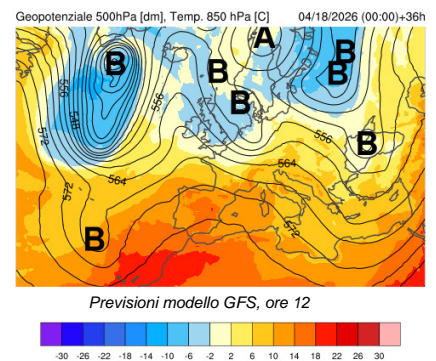 Geopotenziale 500hPa [dm], Temp. 850 hPa [C] 04/18/2026 (00:00)+36h
A
B B
B B
B
556 556
548
572 556 B
564
572 564
572
B
Previsioni modello GFS, ore 12
-30 -26 -22 -18 -14 -10 -6 -2 2 6 10 14 18 22 26 30